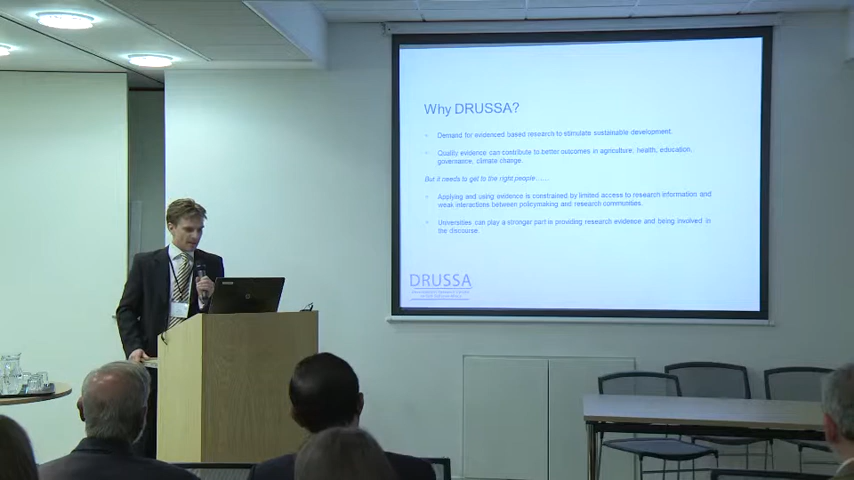 Why DRUSSA?
Demand for evidenced based research to stimulate sustainable development.
Quality evidence can contribute to better outcomes in agriculture, health, education,
governance, climate change.
But it needs to get to the right people……
Applying and using evidence is constrained by limited access to research information and
weak interactions between policymaking and research communities.
Universities can play a stronger part in providing research evidence and being involved in
the discourse.
DRUSSA